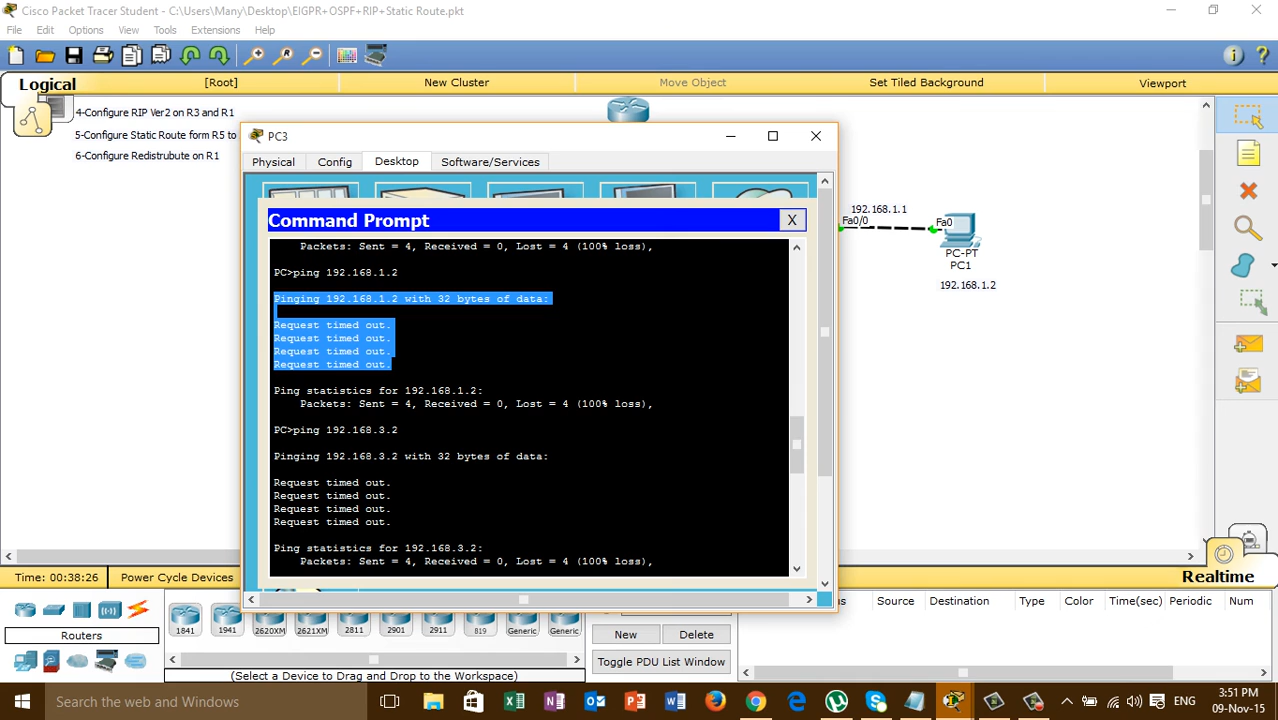 Cisco Packet Tracer Student - C:\Users\Many\Desktop\EIGPR+OSPF+RIP+Static Route.pkt
File Edit Options View Tools Extensions Help
Logical [Root] New Cluster Move Object Set Tiled Background Viewport
4-Configure RIP Ver2 on R3 and R1
5-Configure Static Route form R5 to
6-Configure Redistrubute on R1
PC3
Physical Config Desktop Software/Services
Command Prompt X
Packets: Sent = 4, Received = 0, Lost = 4 (100% loss),
PC>ping 192.168.1.2
Pinging 192.168.1.2 with 32 bytes of data:
Request timed out.
Request timed out.
Request timed out.
Request timed out.
Ping statistics for 192.168.1.2:
Packets: Sent = 4, Received = 0, Lost = 4 (100% loss),
PC>ping 192.168.3.2
Pinging 192.168.3.2 with 32 bytes of data:
Request timed out.
Request timed out.
Request timed out.
Request timed out.
Ping statistics for 192.168.3.2:
Packets: Sent = 4, Received = 0, Lost = 4 (100% loss),
192.168.1.1
Fa0/0 Fa0
PC-PT
PC1
192.168.1.2
Time: 00:38:26 Power Cycle Devices Realtime
Routers
1841 1941 2620XM 2621XM 2811 2901 2911 819 Generic Generic
(Select a Device to Drag and Drop to the Workspace)
New Delete
Toggle PDU List Window
Source Destination Type Color Time(sec) Periodic Num
Search the web and Windows
ENG
3:51 PM
09-Nov-15